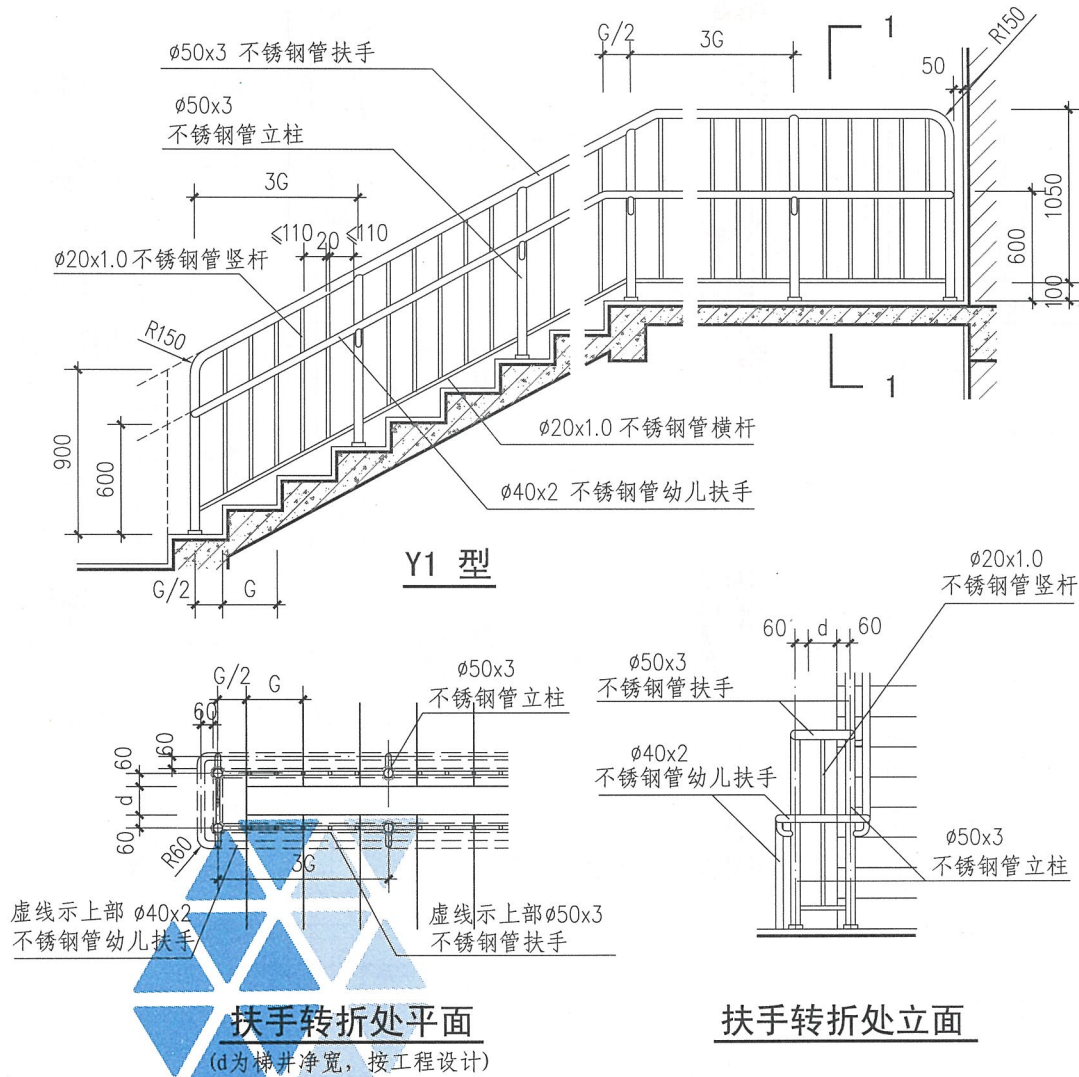 ø50x3 不锈钢管扶手
ø50x3
不锈钢管立柱
3G
≤110
20
≤110
ø20x1.0不锈钢管竖杆
R150
900
600
G/2
G
G/2
3G
1
R150
50
1050
600
100
1
ø20x1.0 不锈钢管横杆
ø40x2 不锈钢管幼儿扶手
Y1 型
G/2
G
60
60
60
d
60
R60
3G
ø50x3
不锈钢管立柱
虚线示上部 ø40x2
不锈钢管幼儿扶手
虚线示上部ø50x3
不锈钢管扶手
扶手转折处平面
(d为梯井净宽，按工程设计)
ø20x1.0
不锈钢管竖杆
60
d
60
ø50x3
不锈钢管扶手
ø40x2
不锈钢管幼儿扶手
ø50x3
不锈钢管立柱
扶手转折处立面